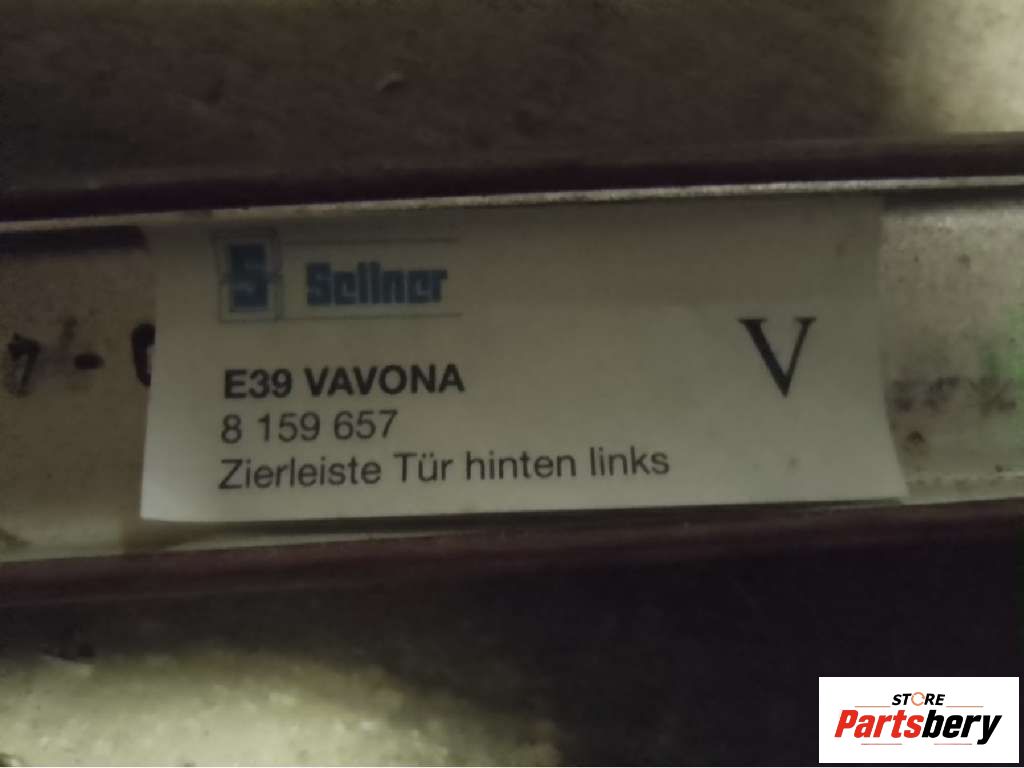 S Sellner
E39 VAVONA
8 159 657
Zierleiste Tür hinten links
V
STORE
Partsbery